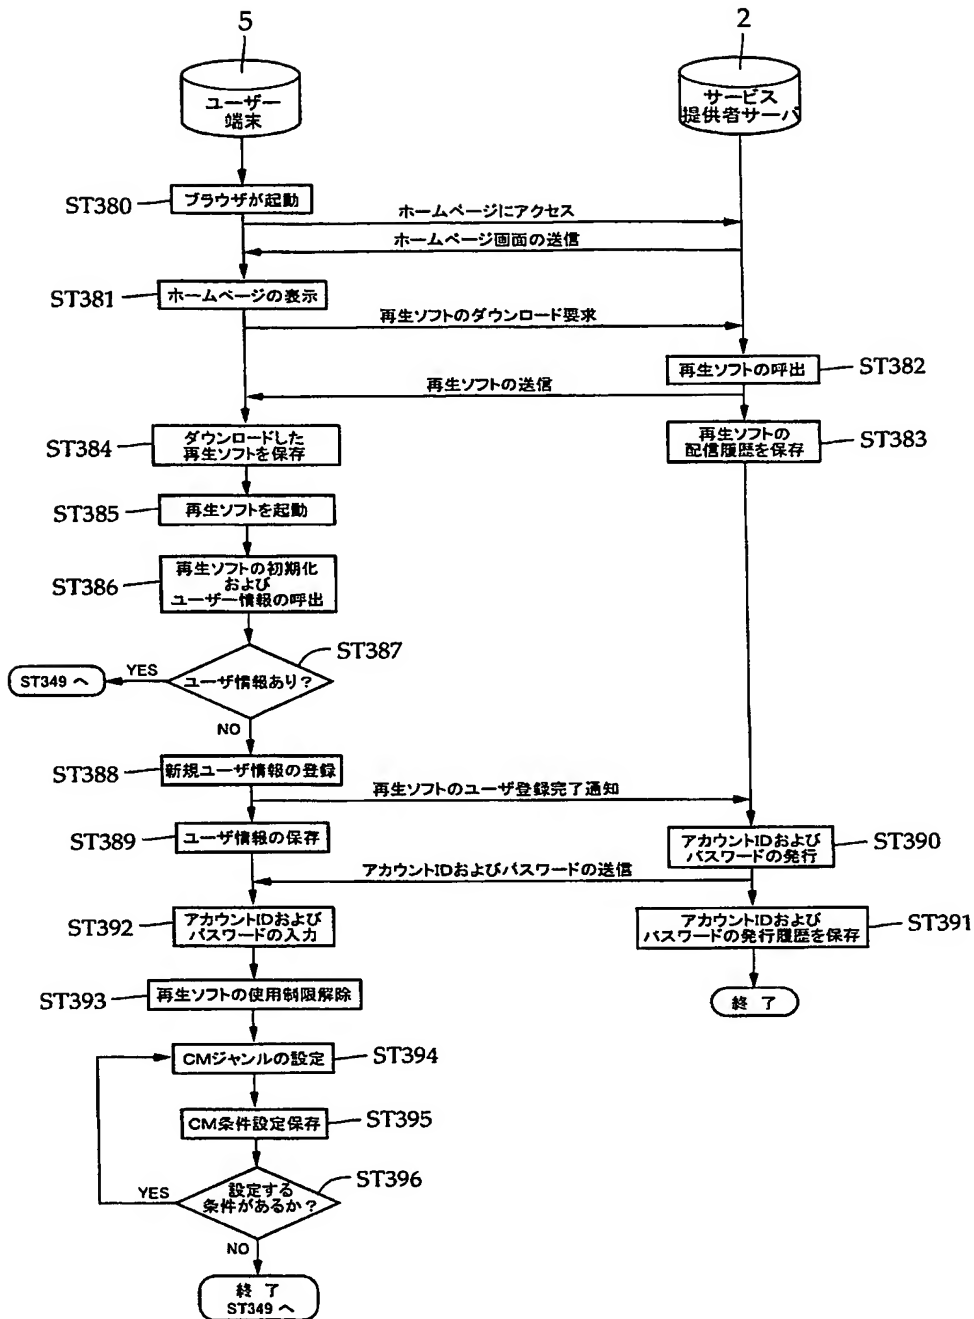 5
2
ユーザー
端末
サービス
提供者サーバ
ST380
ブラウザが起動
ホームページにアクセス
ホームページ画面の送信
ST381
ホームページの表示
再生ソフトのダウンロード要求
再生ソフトの呼出
ST382
再生ソフトの送信
ST384
ダウンロードした
再生ソフトを保存
再生ソフトの
配信履歴を保存
ST383
ST385
再生ソフトを起動
ST386
再生ソフトの初期化
および
ユーザー情報の呼出
ST387
ST349 へ
YES
ユーザ情報あり？
NO
ST388
新規ユーザ情報の登録
再生ソフトのユーザ登録完了通知
ST389
ユーザ情報の保存
アカウントIDおよび
パスワードの発行
ST390
アカウントIDおよびパスワードの送信
ST392
アカウントIDおよび
パスワードの入力
アカウントIDおよび
パスワードの発行履歴を保存
ST391
ST393
再生ソフトの使用制限解除
終 了
CMジャンルの設定
ST394
CM条件設定保存
ST395
YES
設定する
条件があるか？
ST396
NO
終 了
ST349 へ